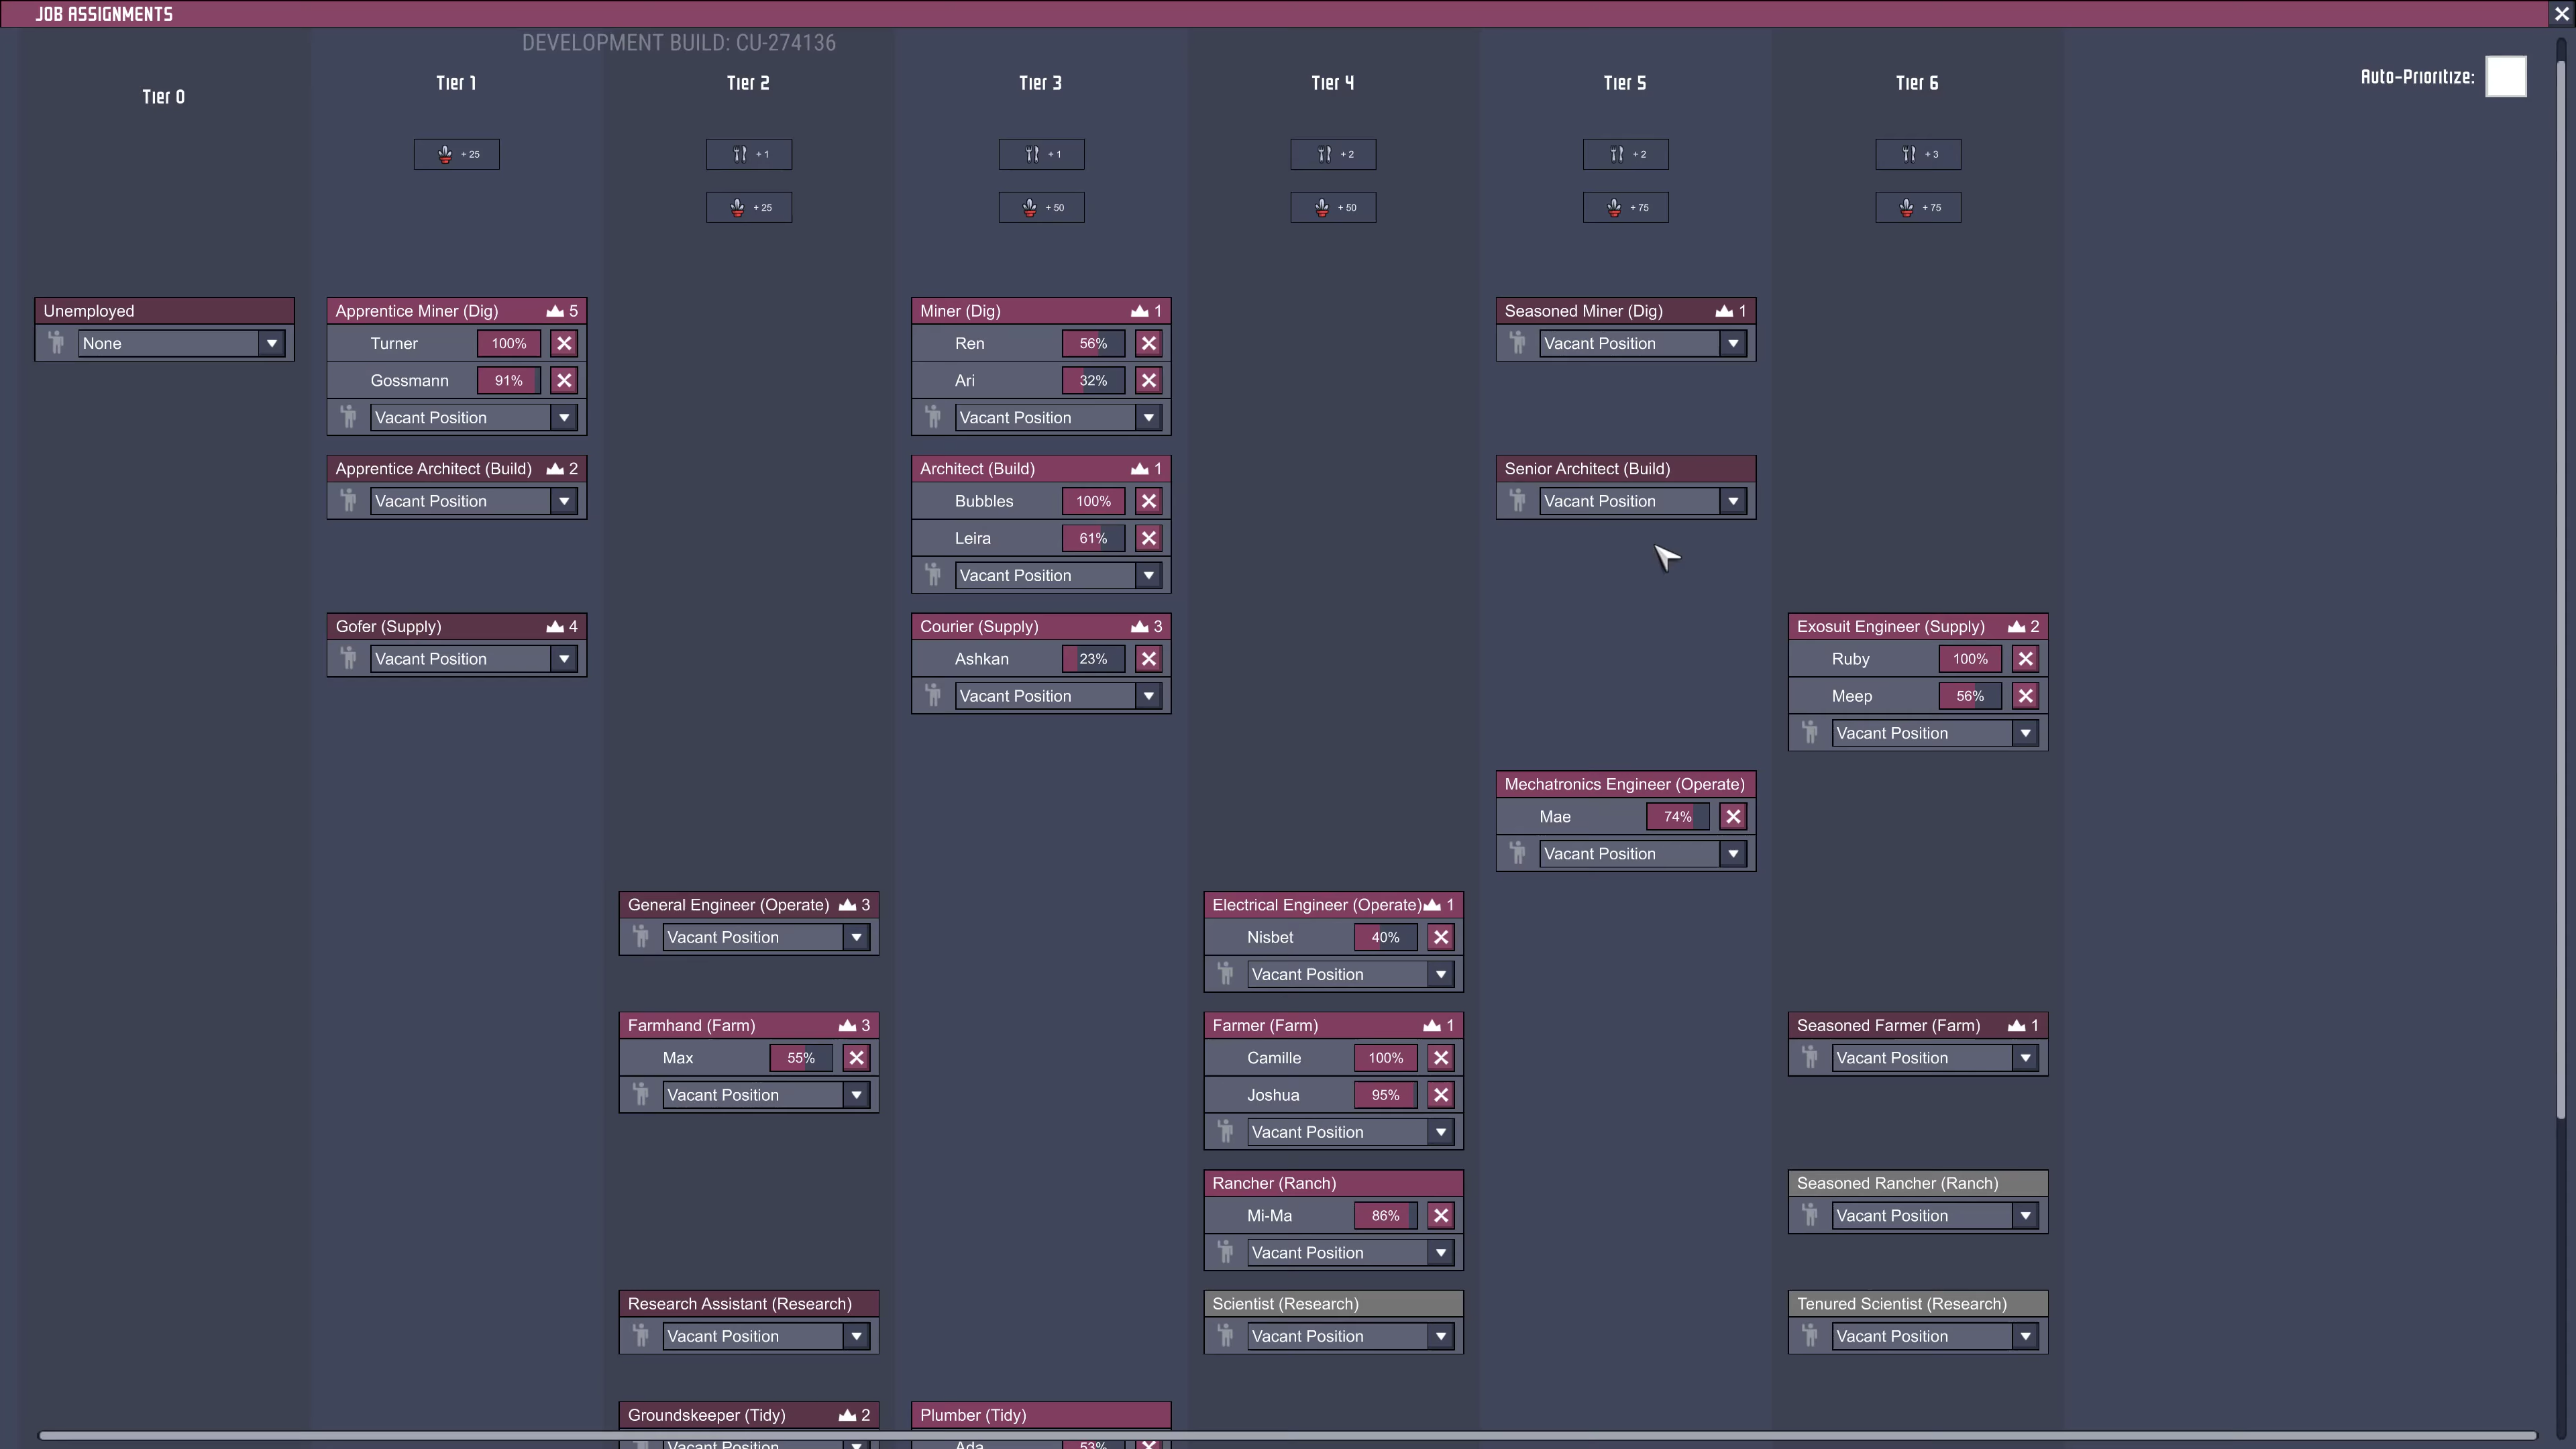 JOB ASSIGNMENTS
DEVELOPMENT BUILD: CU-274136
Auto-Prioritize:
Tier 0
Tier 1
Tier 2
Tier 3
Tier 4
Tier 5
Tier 6
+ 25
+ 1
+ 1
+ 2
+ 2
+ 3
+ 25
+ 50
+ 50
+ 75
+ 75
Unemployed
None
Apprentice Miner (Dig) 5
Turner 100%
Gossmann 91%
Vacant Position
Miner (Dig) 1
Ren 56%
Ari 32%
Vacant Position
Seasoned Miner (Dig) 1
Vacant Position
Apprentice Architect (Build) 2
Vacant Position
Architect (Build) 1
Bubbles 100%
Leira 61%
Vacant Position
Senior Architect (Build)
Vacant Position
Gofer (Supply) 4
Vacant Position
Courier (Supply) 3
Ashkan 23%
Vacant Position
Exosuit Engineer (Supply) 2
Ruby 100%
Meep 56%
Vacant Position
Mechatronics Engineer (Operate)
Mae 74%
Vacant Position
General Engineer (Operate) 3
Vacant Position
Electrical Engineer (Operate) 1
Nisbet 40%
Vacant Position
Farmhand (Farm) 3
Max 55%
Vacant Position
Farmer (Farm) 1
Camille 100%
Joshua 95%
Vacant Position
Seasoned Farmer (Farm) 1
Vacant Position
Rancher (Ranch)
Mi-Ma 86%
Vacant Position
Seasoned Rancher (Ranch)
Vacant Position
Research Assistant (Research)
Vacant Position
Scientist (Research)
Vacant Position
Tenured Scientist (Research)
Vacant Position
Groundskeeper (Tidy) 2
Vacant Position
Plumber (Tidy)
Ada 53%